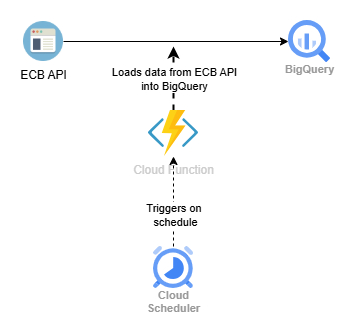 ECB API
BigQuery
Loads data from ECB API
into BigQuery
Cloud Function
Triggers on
schedule
Cloud
Scheduler